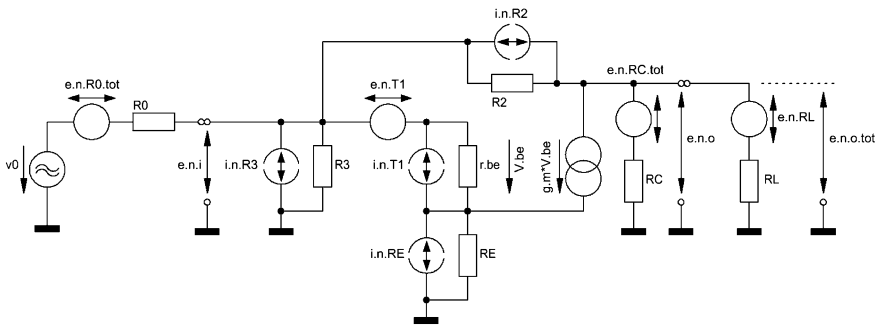 i.n.R2
e.n.R0.tot
R0
e.n.T1
R2
e.n.RC.tot
v0
e.n.i
i.n.R3
R3
i.n.T1
r.be
V.be
g.m*V.be
RC
e.n.o
e.n.RL
RL
e.n.o.tot
i.n.RE
RE